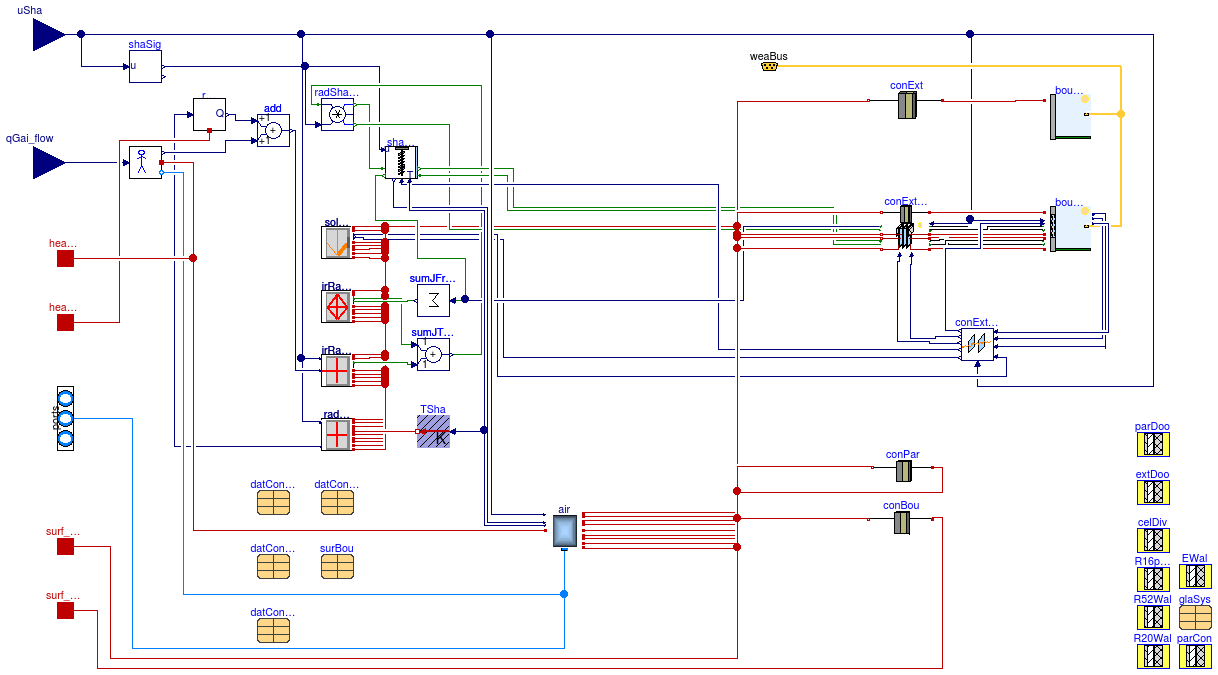 uSha
shaSig
u
weaBus
r
Q
add
+1
+
+1
radSha...
conExt
bou...
qGai_flow
sha...
T
conExt...
bou...
sol...
hea...
irRa...
sumJFr...
Σ
hea...
conExt...
irRa...
sumJT...
1
+
1
ports
rad...
TSha
K
parDoo
conPar
datCon...
datCon...
extDoo
air
conBou
surf_...
celDiv
datCon...
surBou
R16p...
EWal
surf_...
R52Wal
glaSys
datCon...
R20Wal
parCon